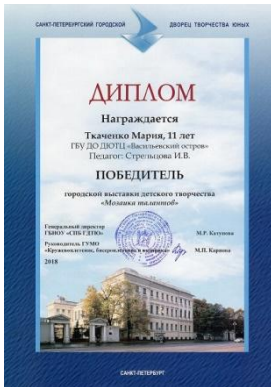 САНКТ-ПЕТЕРБУРГСКИЙ ГОРОДСКОЙ ДВОРЕЦ ТВОРЧЕСТВА ЮНЫХ
ДИПЛОМ
Награждается
Ткаченко Мария, 11 лет
ГБУ ДО ДЮТЦ «Васильевский остров»
Педагог: Стрельцова И.В.
ПОБЕДИТЕЛЬ
городской выставки детского творчества
«Мозаика талантов»
Генеральный директор
ГБНОУ «СПБ ГДТЮ» М.Р. Катунова
Руководитель ГУМО
М.П. Карпова
2018
САНКТ-ПЕТЕРБУРГ